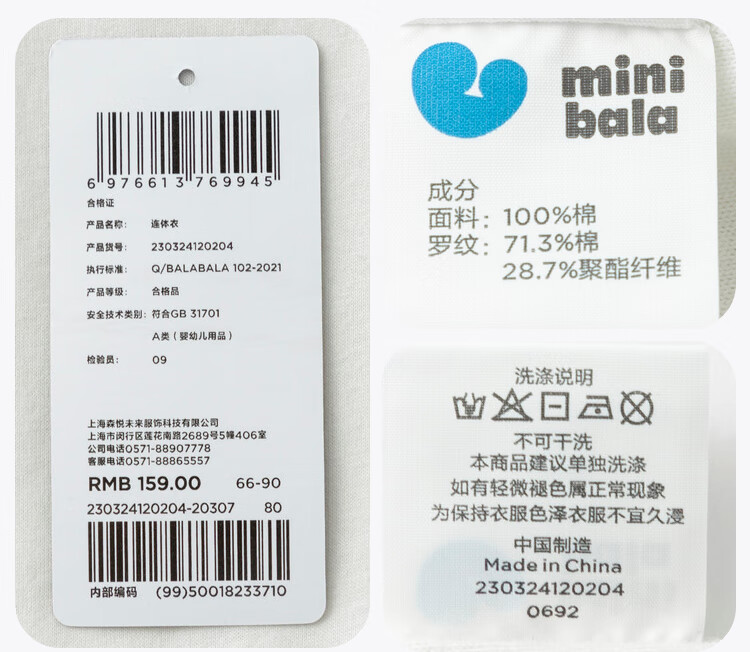 6 976613 769945
合格证
产品名称： 连体衣
产品货号： 230324120204
执行标准： Q/BALABALA 102-2021
产品等级： 合格品
安全技术类别： 符合GB 31701
A类（婴幼儿用品）
检验员： 09
上海森悦未来服饰科技有限公司
上海市闵行区莲花南路2689号5幢406室
公司电话0571-88907778
客服电话0571-88865557
RMB 159.00 66-90
230324120204-20307 80
内部编码 (99)50018233710
mini
bala
成分
面料：100%棉
罗纹：71.3%棉
28.7%聚酯纤维
洗涤说明
不可干洗
本商品建议单独洗涤
如有轻微褪色属正常现象
为保持衣服色泽衣服不宜久浸
中国制造
Made in China
230324120204
0692